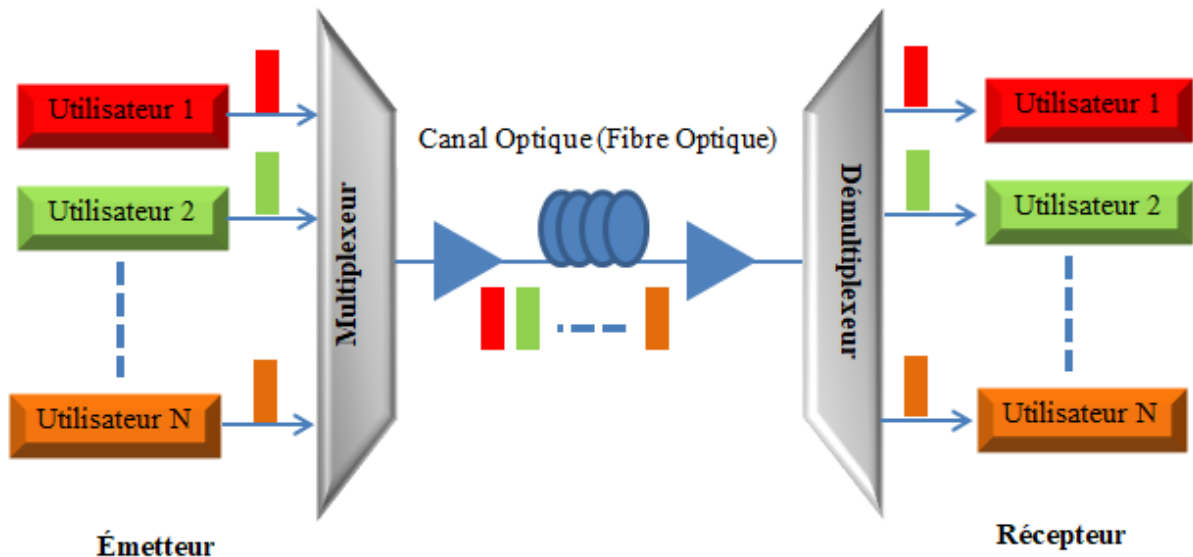 Utilisateur 1
Utilisateur 2
Utilisateur N
Émetteur
Multiplexeur
Canal Optique (Fibre Optique)
Démultiplexeur
Utilisateur 1
Utilisateur 2
Utilisateur N
Récepteur